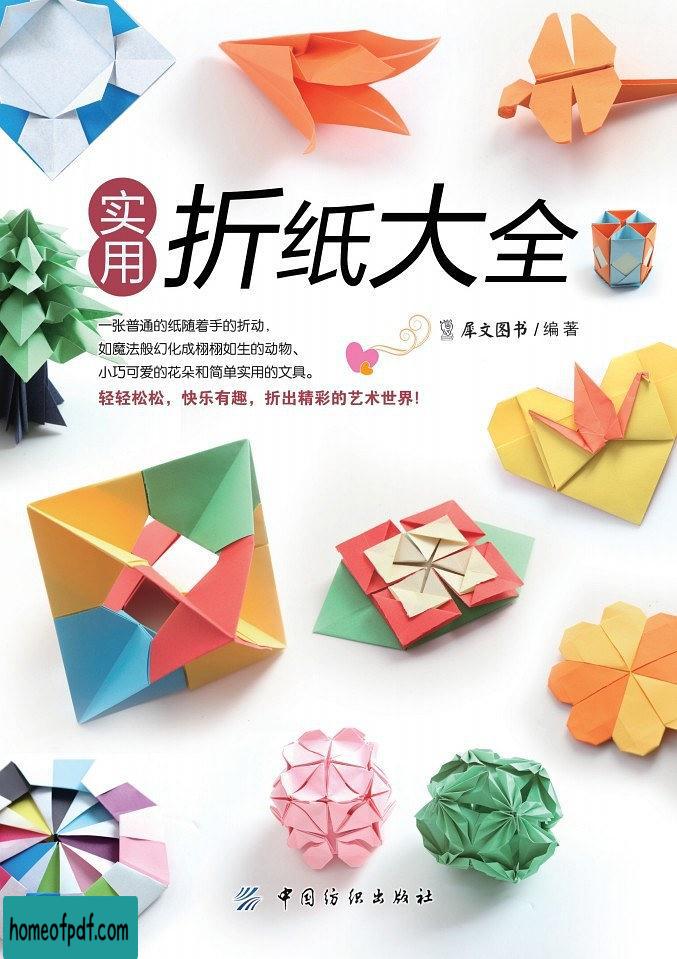 实用
折纸大全
一张普通的纸随着手的折动，
如魔法般幻化成栩栩如生的动物、
小巧可爱的花朵和简单实用的文具。
轻轻松松，快乐有趣，折出精彩的艺术世界！
犀文图书 / 编著
中国纺织出版社
homeofpdf.com